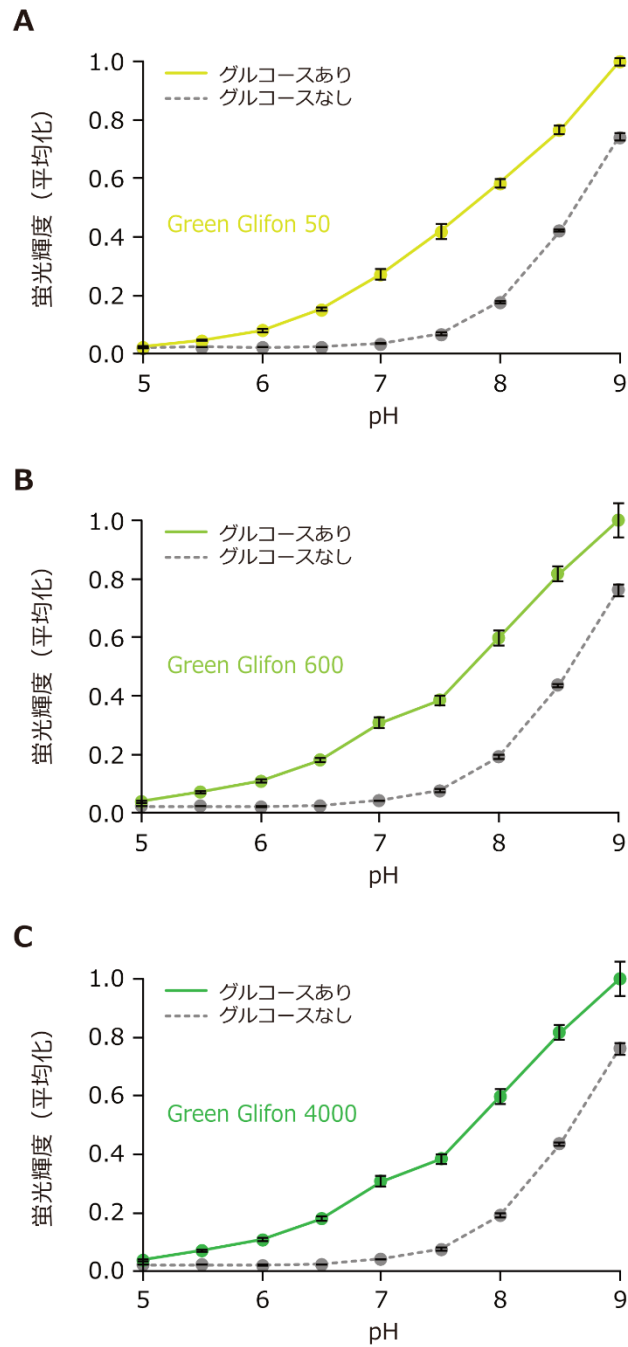 A
1.0
0.8
0.6
0.4
0.2
0.0
蛍光輝度（平均化）
グルコースあり
グルコースなし
Green Glifon 50
5 6 7 8 9
pH
B
1.0
0.8
0.6
0.4
0.2
0.0
蛍光輝度（平均化）
グルコースあり
グルコースなし
Green Glifon 600
5 6 7 8 9
pH
C
1.0
0.8
0.6
0.4
0.2
0.0
蛍光輝度（平均化）
グルコースあり
グルコースなし
Green Glifon 4000
5 6 7 8 9
pH